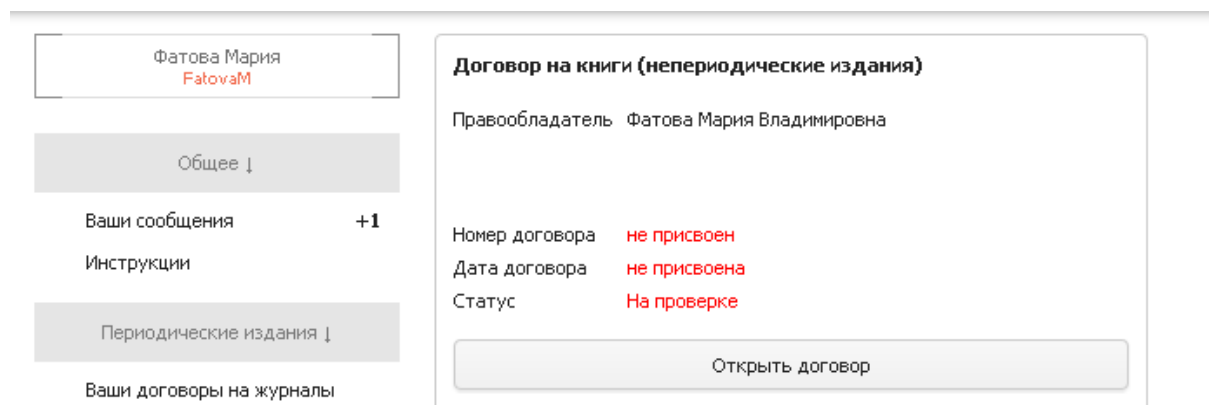 Фатова Мария
FatovaM
Общее ↓
Ваши сообщения +1
Инструкции
Периодические издания ↓
Ваши договоры на журналы
Договор на книги (непериодические издания)
Правообладатель Фатова Мария Владимировна
Номер договора не присвоен
Дата договора не присвоена
Статус На проверке
Открыть договор